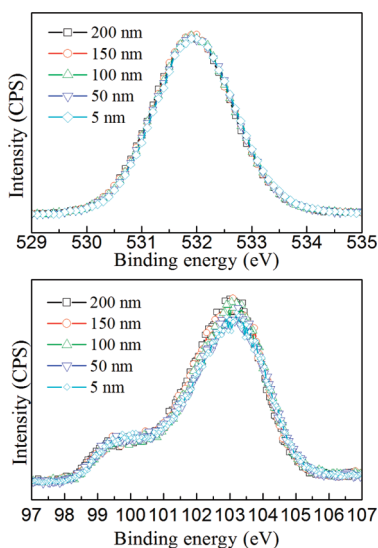 200 nm
150 nm
100 nm
50 nm
5 nm
Intensity (CPS)
529 530 531 532 533 534 535
Binding energy (eV)
200 nm
150 nm
100 nm
50 nm
5 nm
Intensity (CPS)
97 98 99 100 101 102 103 104 105 106 107
Binding energy (eV)